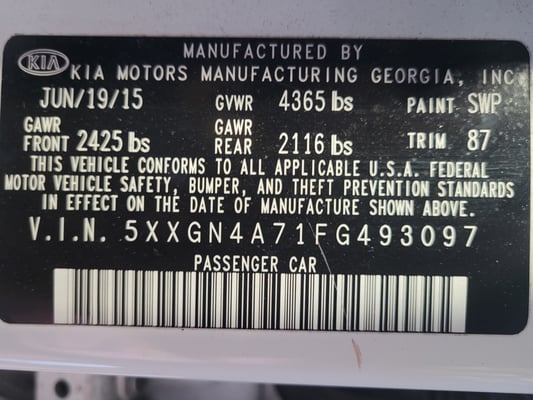 MANUFACTURED BY
KIA KIA MOTORS MANUFACTURING GEORGIA, INC
JUN/19/15 GVWR 4365 lbs PAINT SWP
GAWR FRONT 2425 lbs GAWR REAR 2116 lbs TRIM 87
THIS VEHICLE CONFORMS TO ALL APPLICABLE U.S.A. FEDERAL
MOTOR VEHICLE SAFETY, BUMPER, AND THEFT PREVENTION STANDARDS
IN EFFECT ON THE DATE OF MANUFACTURE SHOWN ABOVE.
V.I.N. 5XXGN4A71FG493097
PASSENGER CAR